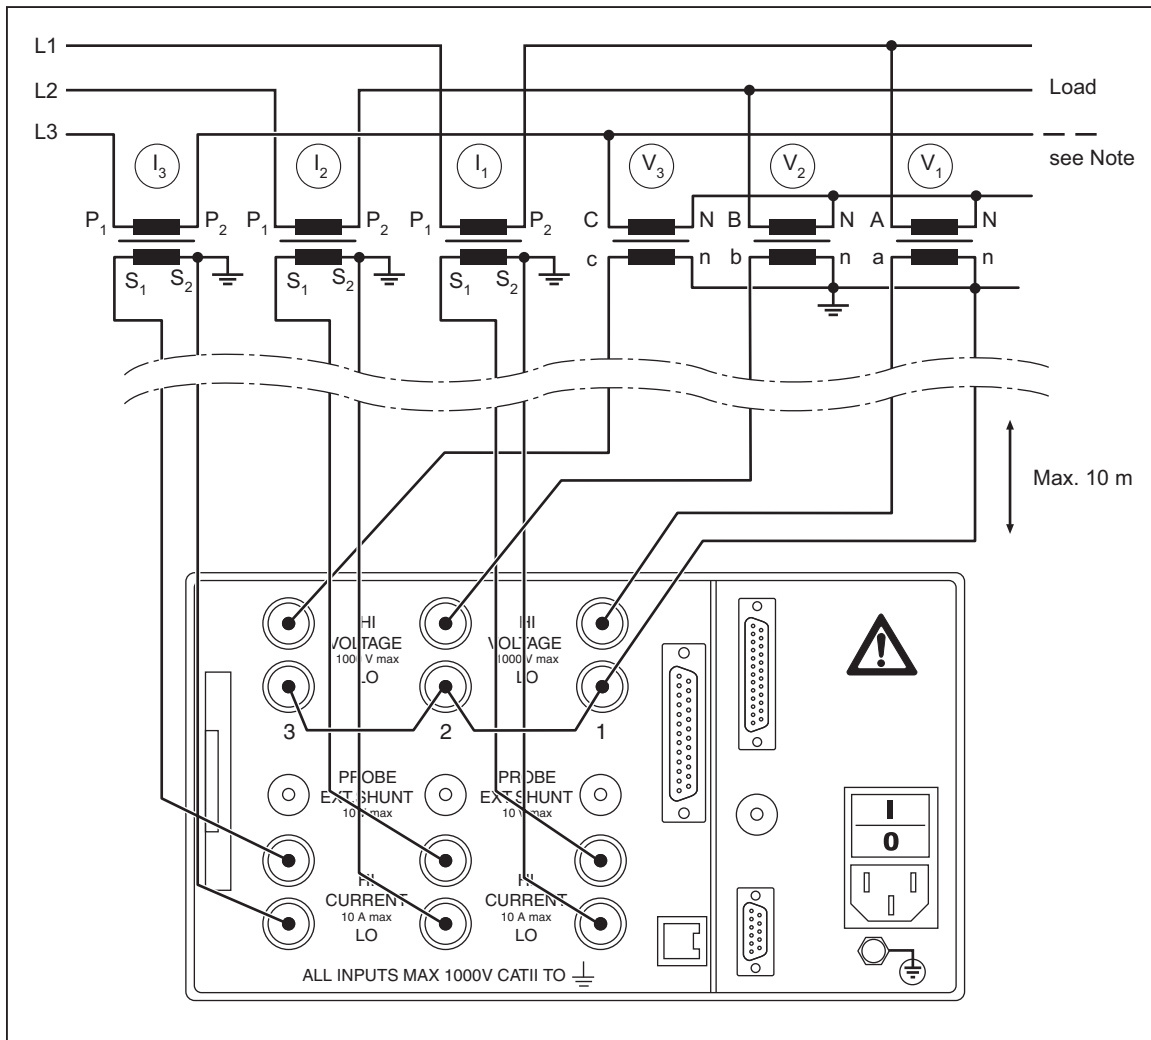 L1
L2
Load
L3
see Note
I3 I2 I1 V3 V2 V1
P1 P2 P1 P2 P1 P2 C N B N A N
S1 S2 S1 S2 S1 S2 c n b n a n
Max. 10 m
HI HI
VOLTAGE VOLTAGE
1000 V max 1000 V max
LO LO
3 2 1
PROBE PROBE
EXT.SHUNT EXT.SHUNT
10 V max 10 V max
I
0
HI HI
CURRENT CURRENT
10 A max 10 A max
LO LO
ALL INPUTS MAX 1000V CATII TO